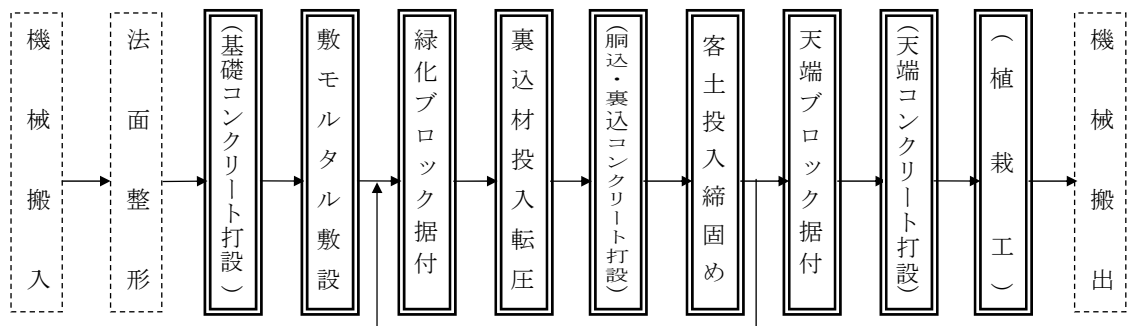 機械搬入
法面整形
(基礎コンクリート打設)
敷モルタル敷設
緑化ブロック据付
裏込材投入転圧
(胴込・裏込コンクリート打設)
客土投入締固め
天端ブロック据付
(天端コンクリート打設)
(植栽工)
機械搬出